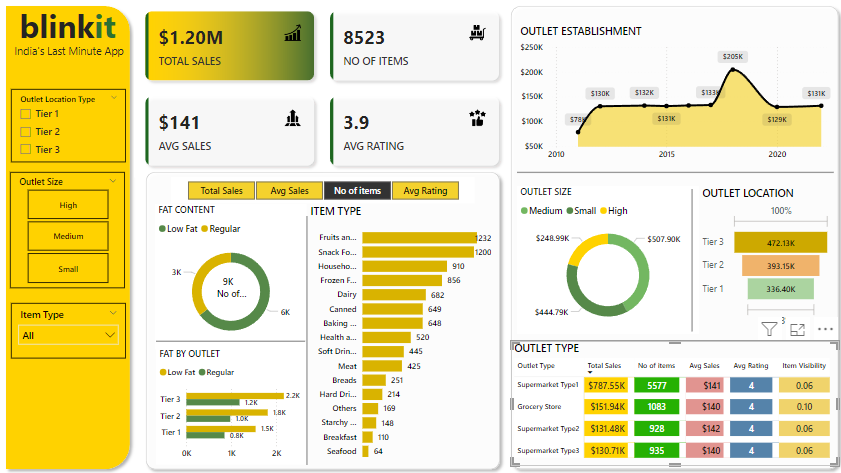 blinkit
India's Last Minute App
Outlet Location Type
Tier 1
Tier 2
Tier 3
Outlet Size
High
Medium
Small
Item Type
All
$1.20M
TOTAL SALES
8523
NO OF ITEMS
$141
AVG SALES
3.9
AVG RATING
Total Sales
Avg Sales
No of items
Avg Rating
FAT CONTENT
Low Fat Regular
3K
9K
No of...
6K
FAT BY OUTLET
Low Fat Regular
Tier 3 2.2K
1.2K
Tier 2 1.8K
1.0K
Tier 1 1.5K
0.8K
0K 1K 2K
ITEM TYPE
Fruits an... 1232
Snack Fo... 1200
Househo... 910
Frozen F... 856
Dairy 682
Canned 649
Baking ... 648
Health a... 520
Soft Drin... 445
Meat 425
Breads 251
Hard Dri... 214
Others 169
Starchy ... 148
Breakfast 110
Seafood 64
OUTLET ESTABLISHMENT
$250K
$200K
$150K
$100K
$50K
$78K
$130K
$132K
$131K
$133K
$205K
$129K
$131K
2010 2015 2020
OUTLET SIZE
Medium Small High
$248.99K
$507.90K
$444.79K
OUTLET LOCATION
100%
Tier 3 472.13K
Tier 2 393.15K
Tier 1 336.40K
OUTLET TYPE
Outlet Type Total Sales No of items Avg Sales Avg Rating Item Visibility
Supermarket Type1 $787.55K 5577 $141 4 0.06
Grocery Store $151.94K 1083 $140 4 0.10
Supermarket Type2 $131.48K 928 $142 4 0.06
Supermarket Type3 $130.71K 935 $140 4 0.06